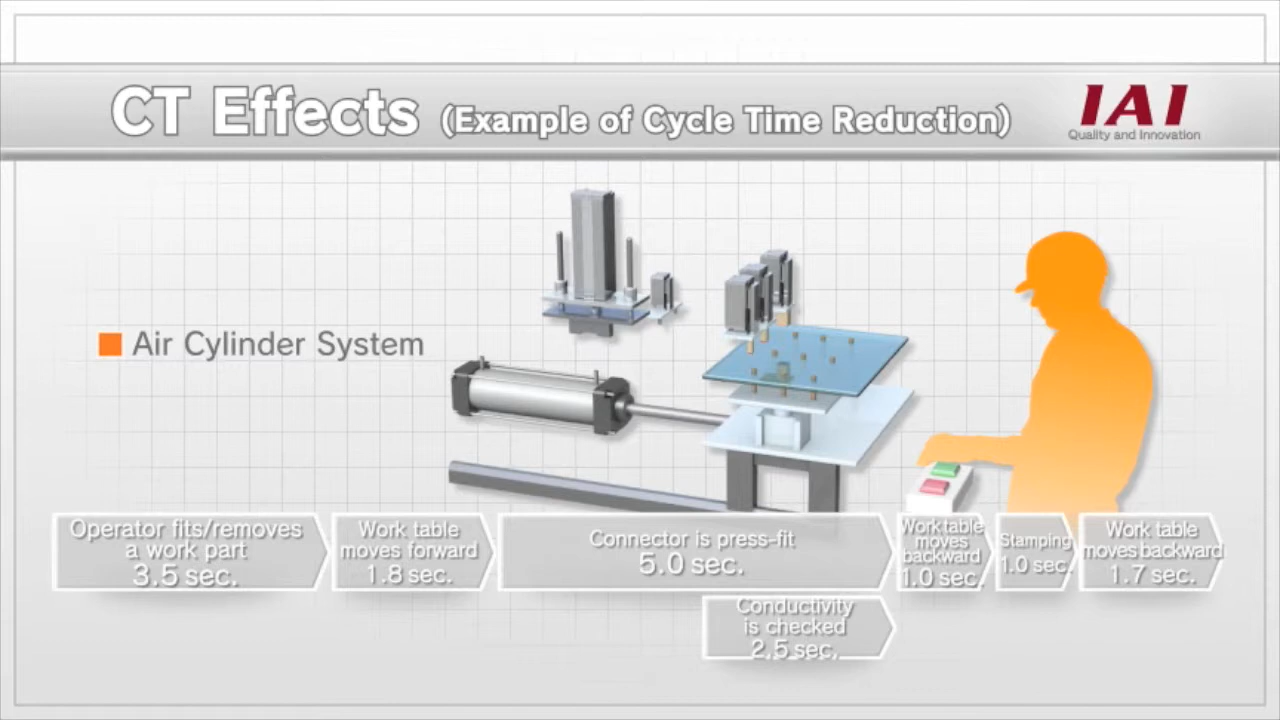 CT Effects (Example of Cycle Time Reduction)
IAI
Quality and Innovation
Air Cylinder System
Operator fits/removes
a work part
3.5 sec.
Work table
moves forward
1.8 sec.
Connector is press-fit
5.0 sec.
Work table
moves
backward
1.0 sec.
Stamping
1.0 sec.
Work table
moves backward
1.7 sec.
Conductivity
is checked
2.5 sec.